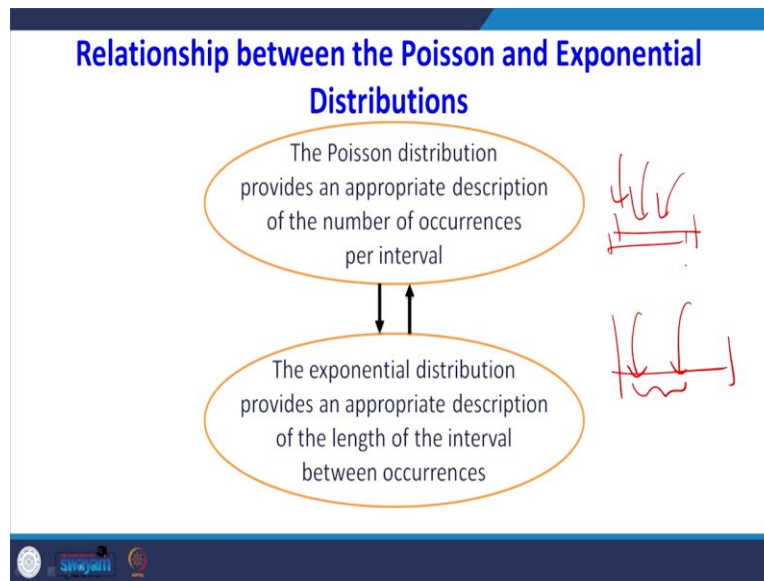 Relationship between the Poisson and Exponential
Distributions
The Poisson distribution
provides an appropriate description
of the number of occurrences
per interval
The exponential distribution
provides an appropriate description
of the length of the interval
between occurrences
swayam